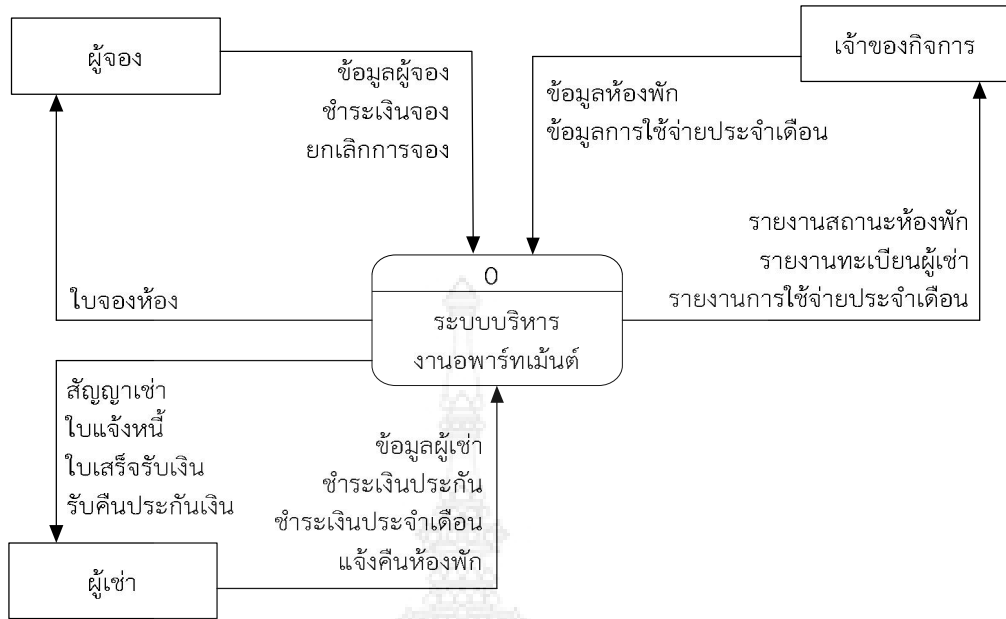 ผู้จอง
เจ้าของกิจการ
ข้อมูลผู้จอง
ชำระเงินจอง
ยกเลิกการจอง
ข้อมูลห้องพัก
ข้อมูลการใช้จ่ายประจำเดือน
รายงานสถานะห้องพัก
รายงานทะเบียนผู้เช่า
รายงานการใช้จ่ายประจำเดือน
ใบจองห้อง
0
ระบบบริหาร
งานอพาร์ทเม้นต์
สัญญาเช่า
ใบแจ้งหนี้
ใบเสร็จรับเงิน
รับคืนประกันเงิน
ข้อมูลผู้เช่า
ชำระเงินประกัน
ชำระเงินประจำเดือน
แจ้งคืนห้องพัก
ผู้เช่า